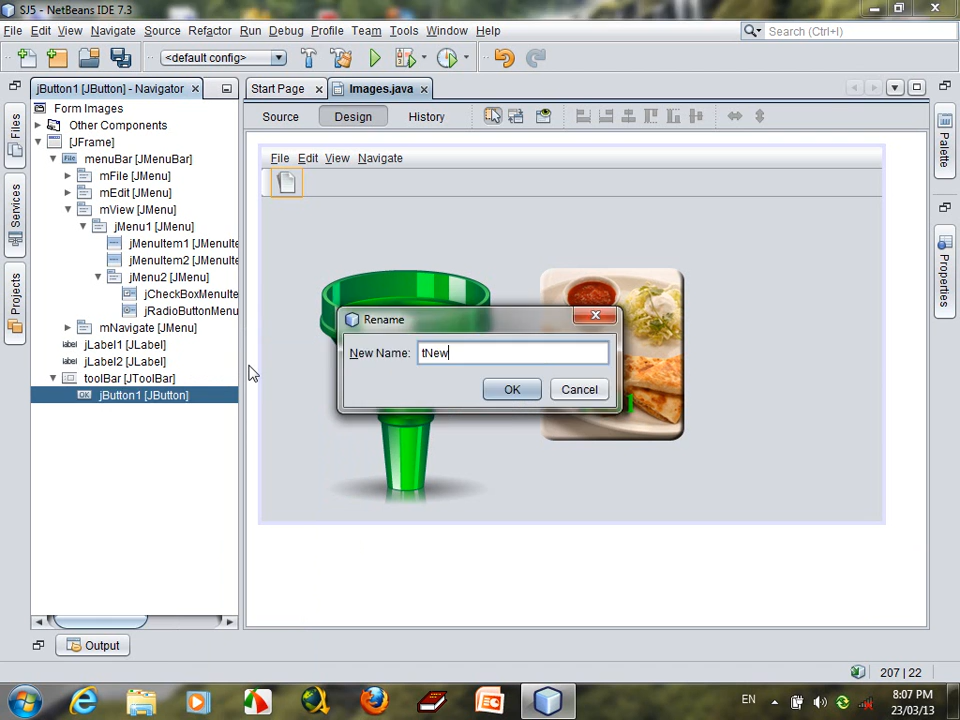 SJ5 - NetBeans IDE 7.3
File Edit View Navigate Source Refactor Run Debug Profile Team Tools Window Help
Search (Ctrl+I)
<default config>
jButton1 [JButton] - Navigator
Start Page
Images.java
Form Images
Other Components
[JFrame]
menuBar [JMenuBar]
mFile [JMenu]
mEdit [JMenu]
mView [JMenu]
jMenu1 [JMenu]
jMenuItem1 [JMenuIte
jMenuItem2 [JMenuIte
jMenu2 [JMenu]
jCheckBoxMenuIte
jRadioButtonMenu
mNavigate [JMenu]
jLabel1 [JLabel]
jLabel2 [JLabel]
toolBar [JToolBar]
OK jButton1 [JButton]
Source Design History
File Edit View Navigate
Rename
New Name: tNew
OK Cancel
Files
Services
Projects
Palette
Properties
Output
207 | 22
EN
8:07 PM
23/03/13